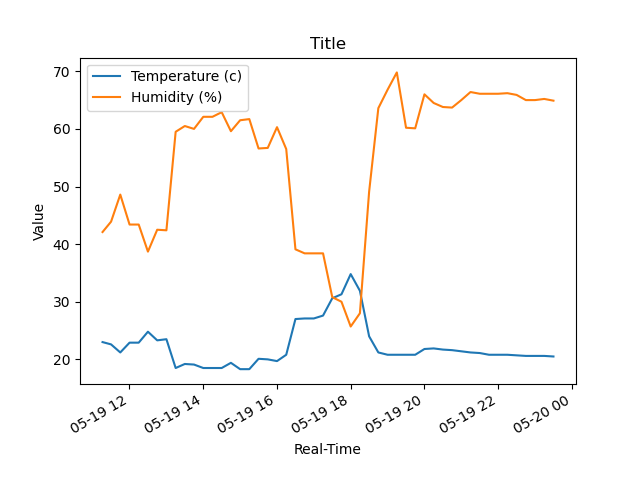 Title
Temperature (c)
Humidity (%)
70
60
50
40
30
20
Value
05-19 12
05-19 14
05-19 16
05-19 18
05-19 20
05-19 22
05-20 00
Real-Time